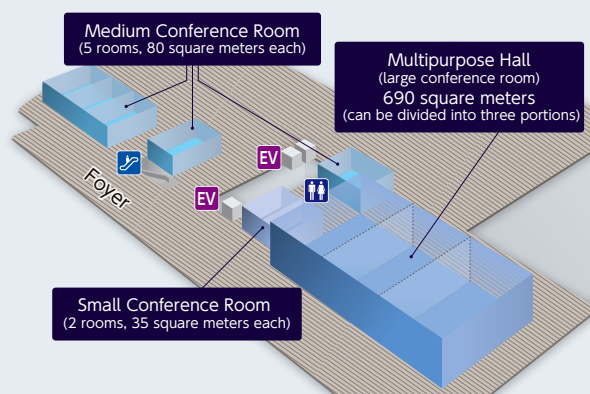 Medium Conference Room
(5 rooms, 80 square meters each)
Multipurpose Hall
(large conference room)
690 square meters
(can be divided into three portions)
EV
EV
Foyer
Small Conference Room
(2 rooms, 35 square meters each)